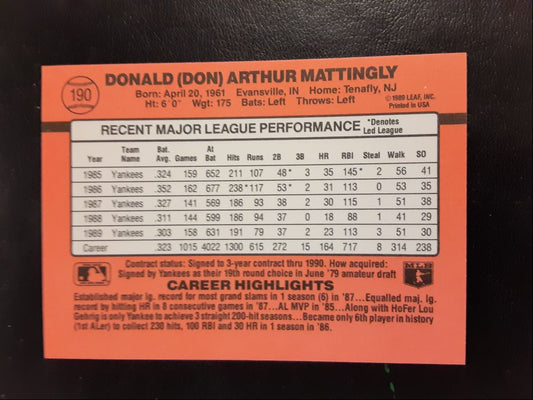 190
DONALD (DON) ARTHUR MATTINGLY
Born: April 20, 1961 Evansville, IN Home: Tenafly, NJ
Ht: 6´0" Wgt: 175 Bats: Left Throws: Left
© 1989 LEAF, INC.
Printed in USA
RECENT MAJOR LEAGUE PERFORMANCE *Denotes Led League
Year Team Name Bat. Avg. Games At Bat Hits Runs 2B 3B HR RBI Steal Walk SO
1985 Yankees .324 159 652 211 107 48* 3 35 145* 2 56 41
1986 Yankees .352 162 677 238* 117 53* 2 31 113 0 53 35
1987 Yankees .327 141 569 186 93 38 2 30 115 1 51 38
1988 Yankees .311 144 599 186 94 37 0 18 88 1 41 29
1989 Yankees .303 158 631 191 79 37 2 23 113 3 51 30
Career .323 1015 4022 1300 615 272 15 164 717 8 314 238
Contract status: Signed to 3-year contract thru 1990. How acquired:
Signed by Yankees as their 19th round choice in June '79 amateur draft
MLB
CAREER HIGHLIGHTS
Established major lg. record for most grand slams in 1 season (6) in '87...Equalled maj. lg.
record by hitting HR in 8 consecutive games in '87...AL MVP in '85...Along with HoFer Lou
Gehrig is only Yankee to achieve 3 straight 200-hit seasons...Became only 6th player in history
(1st ALer) to collect 230 hits, 100 RBI and 30 HR in 1 season in '86.